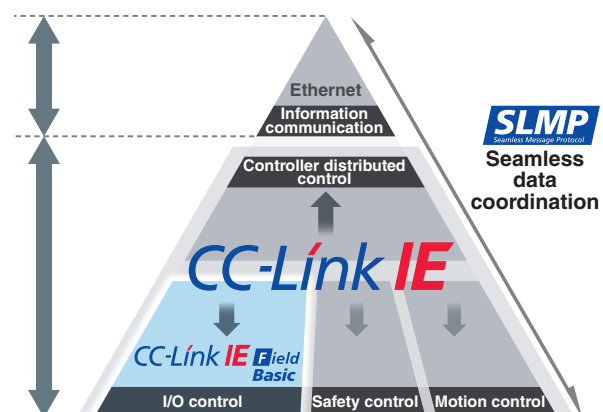 Ethernet
Information
communication
SLMP
Seamless Message Protocol
Seamless
data
coordination
Controller distributed
control
CC-Link IE
CC-Link IE Field
Basic
I/O control
Safety control
Motion control